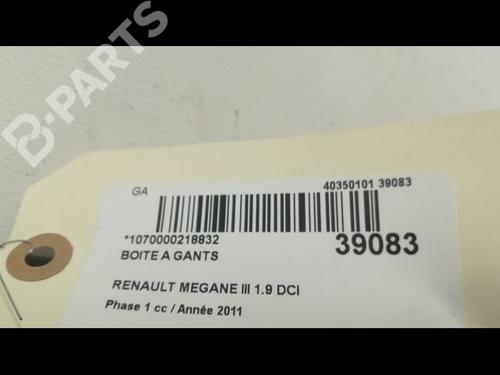 B-PARTS
GA
40350101 39083
*1070000218832
39083
BOITE A GANTS
RENAULT MEGANE III 1.9 DCI
Phase 1 cc / Année 2011